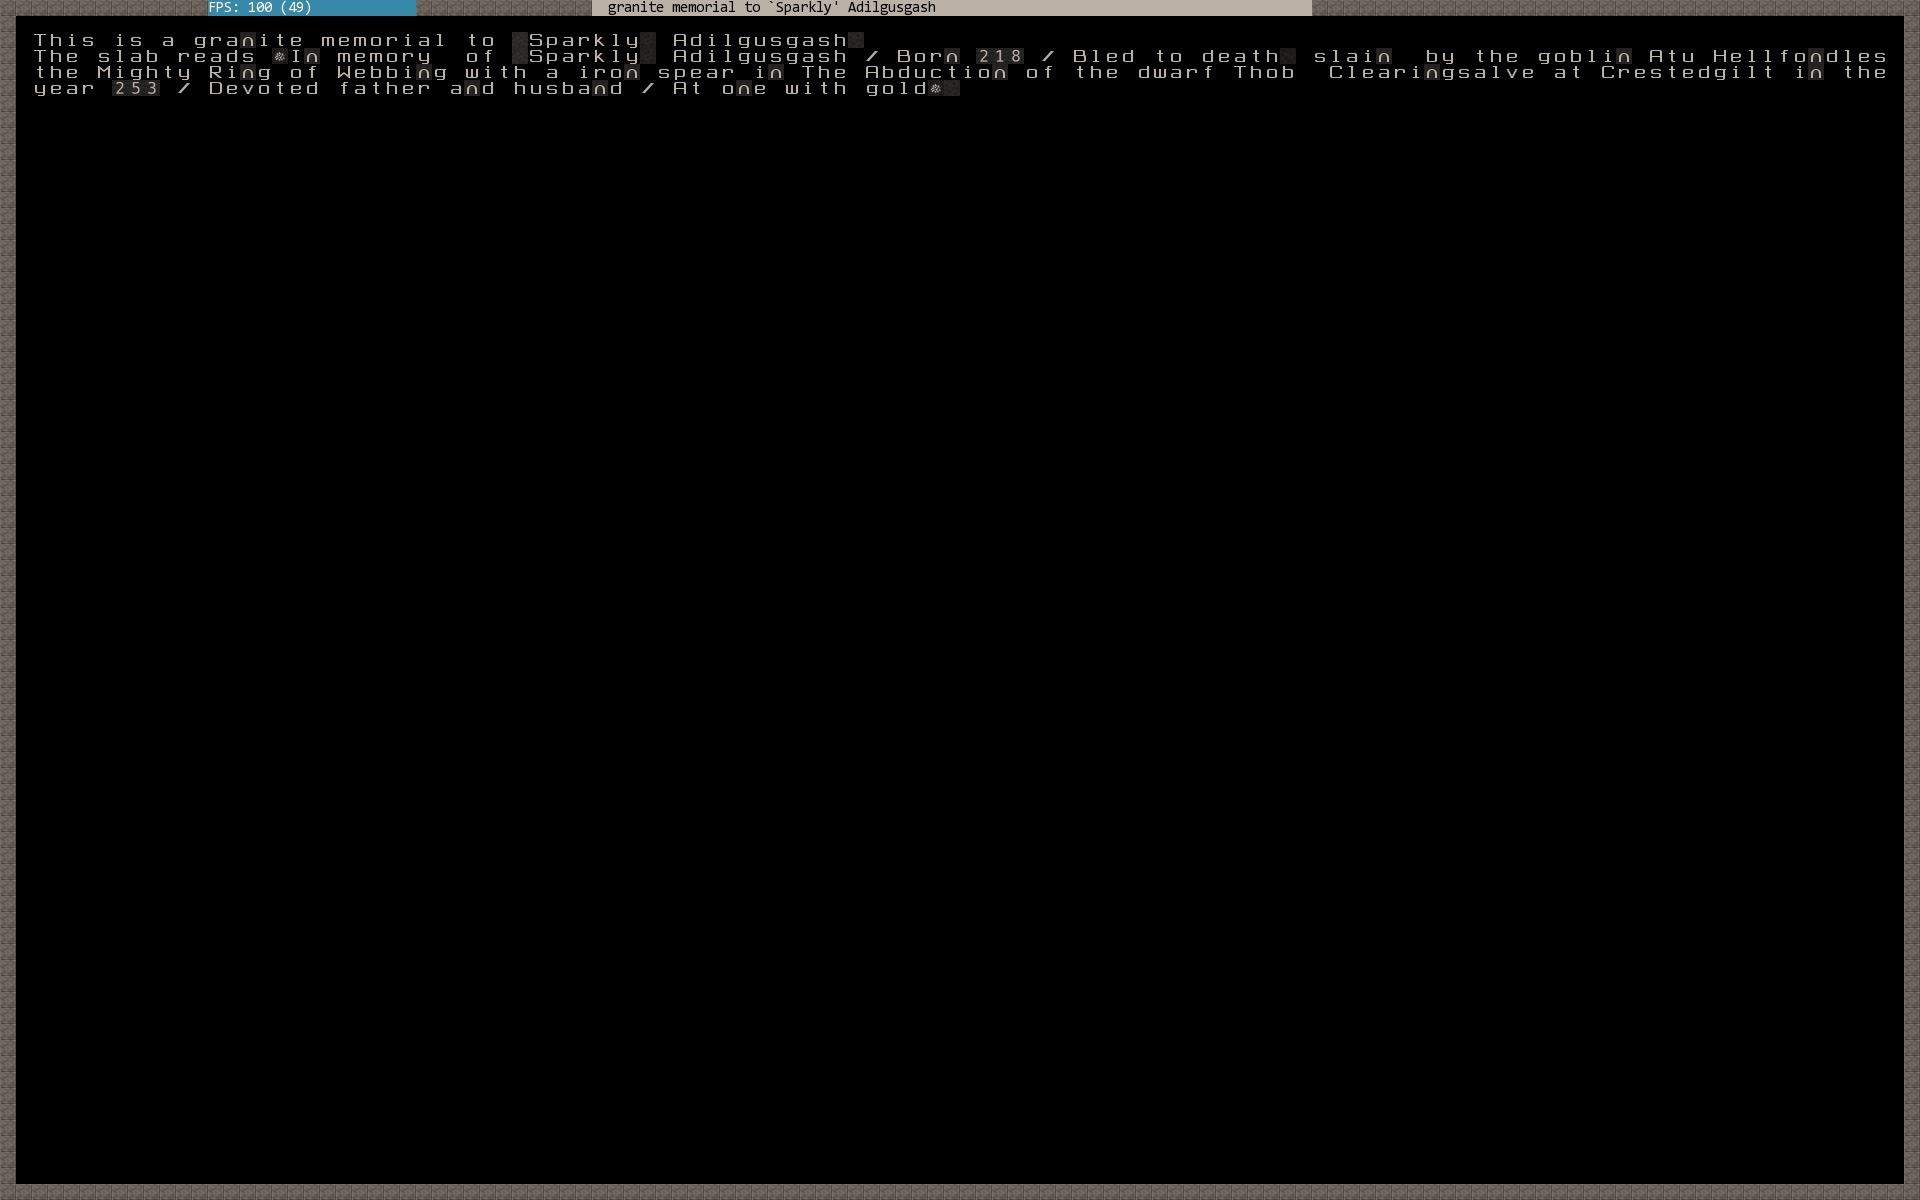 FPS: 100 (49)
granite memorial to `Sparkly' Adilgusgash
This is a granite memorial to Sparkly Adilgusgash
The slab reads *In memory of Sparkly Adilgusgash / Born 218 / Bled to death slain by the goblin Atu Hellfondles
the Mighty Ring of Webbing with a iron spear in The Abduction of the dwarf Thob Clearingsalve at Crestedgilt in the
year 253 / Devoted father and husband / At one with gold*